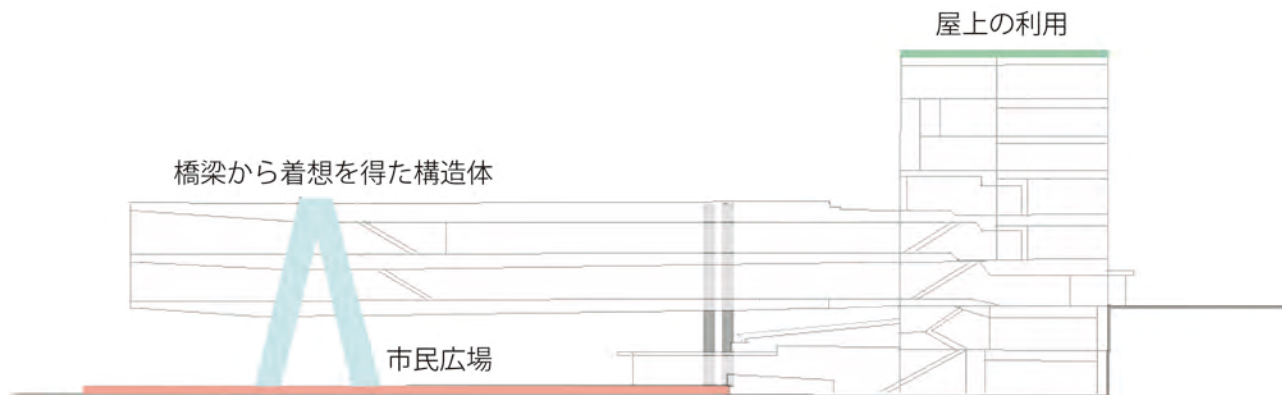 屋上の利用
橋梁から着想を得た構造体
市民広場